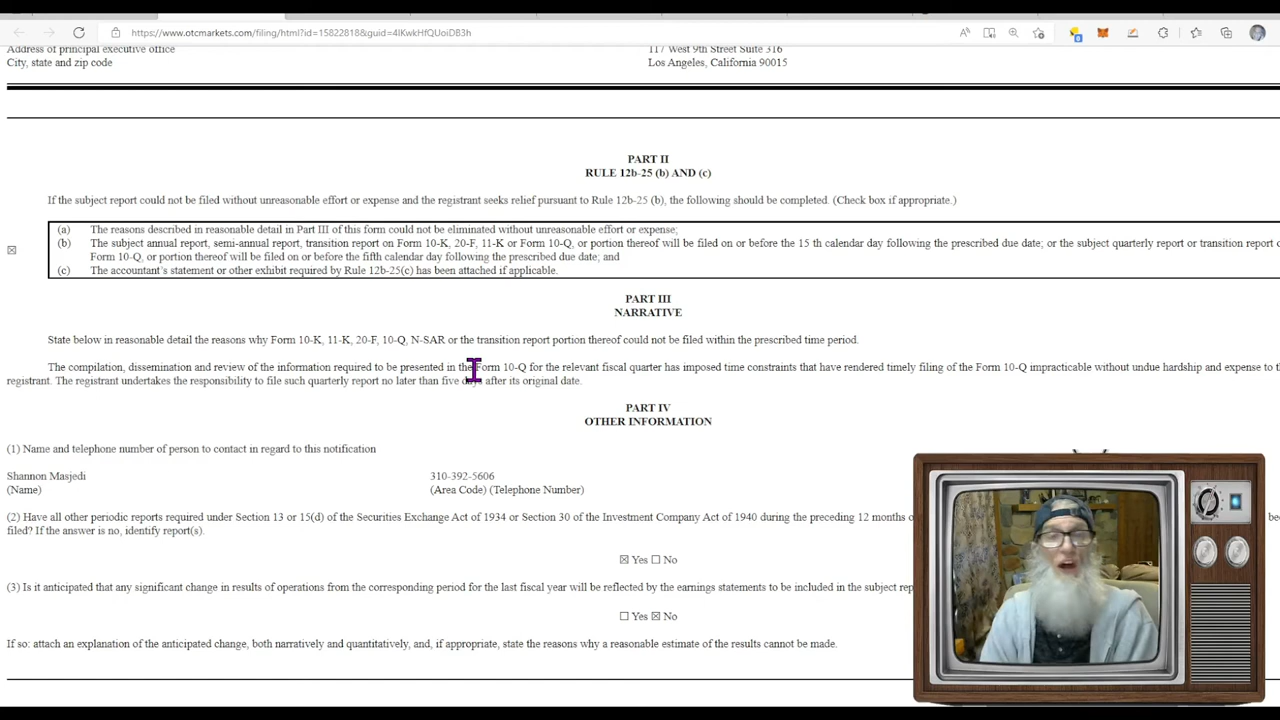 https://www.otcmarkets.com/filing/html?id=15822818&guid=4IKwkHfQUoiDB3h
Address of principal executive office 117 West 9th Street Suite 316
City, state and zip code Los Angeles, California 90015
PART II
RULE 12b-25 (b) AND (c)
If the subject report could not be filed without unreasonable effort or expense and the registrant seeks relief pursuant to Rule 12b-25 (b), the following should be completed. (Check box if appropriate.)
(a) The reasons described in reasonable detail in Part III of this form could not be eliminated without unreasonable effort or expense;
(b) The subject annual report, semi-annual report, transition report on Form 10-K, 20-F, 11-K or Form 10-Q, or portion thereof will be filed on or before the 15 th calendar day following the prescribed due date; or the subject quarterly report or transition report
☒ Form 10-Q, or portion thereof will be filed on or before the fifth calendar day following the prescribed due date; and
(c) The accountant's statement or other exhibit required by Rule 12b-25(c) has been attached if applicable.
PART III
NARRATIVE
State below in reasonable detail the reasons why Form 10-K, 11-K, 20-F, 10-Q, N-SAR or the transition report portion thereof could not be filed within the prescribed time period.
The compilation, dissemination and review of the information required to be presented in the Form 10-Q for the relevant fiscal quarter has imposed time constraints that have rendered timely filing of the Form 10-Q impracticable without undue hardship and expense to
registrant. The registrant undertakes the responsibility to file such quarterly report no later than five days after its original date.
PART IV
OTHER INFORMATION
(1) Name and telephone number of person to contact in regard to this notification
Shannon Masjedi 310-392-5606
(Name) (Area Code) (Telephone Number)
(2) Have all other periodic reports required under Section 13 or 15(d) of the Securities Exchange Act of 1934 or Section 30 of the Investment Company Act of 1940 during the preceding 12 months
filed? If the answer is no, identify report(s).
☒ Yes ☐ No
(3) Is it anticipated that any significant change in results of operations from the corresponding period for the last fiscal year will be reflected by the earnings statements to be included in the subject
☐ Yes ☒ No
If so: attach an explanation of the anticipated change, both narratively and quantitatively, and, if appropriate, state the reasons why a reasonable estimate of the results cannot be made.